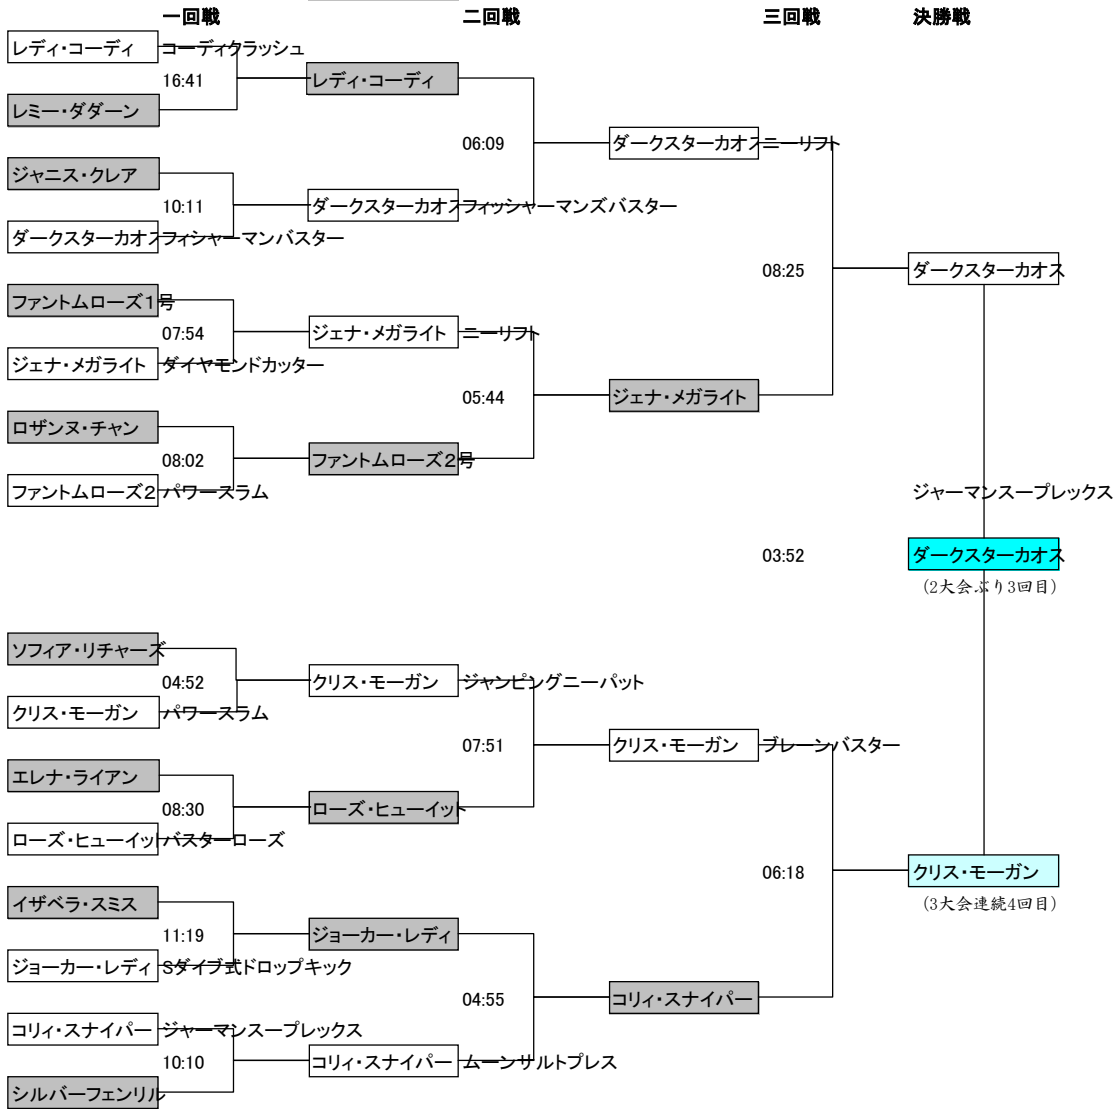 一回戦 二回戦 三回戦 決勝戦
レディ・コーディ コーディクラッシュ
16:41 レディ・コーディ
レミー・ダダーン
06:09 ダークスターカオス ニーリフト
ジャニス・クレア
10:11 ダークスターカオス フィッシャーマンズバスター
ダークスターカオス フィシャーマンバスター
08:25 ダークスターカオス
ファントムローズ1号
07:54 ジェナ・メガライト ニーリフト
ジェナ・メガライト ダイヤモンドカッター
05:44 ジェナ・メガライト
ロザンヌ・チャン
08:02 ファントムローズ2号
ファントムローズ2 パワースラム ジャーマンスープレックス
03:52 ダークスターカオス
(2大会ぶり3回目)
ソフィア・リチャーズ
04:52 クリス・モーガン ジャンピングニーパット
クリス・モーガン パワースラム
07:51 クリス・モーガン ブレーンバスター
エレナ・ライアン
08:30 ローズ・ヒューイット
ローズ・ヒューイット バスターローズ
06:18 クリス・モーガン
イザベラ・スミス (3大会連続4回目)
11:19 ジョーカー・レディ
ジョーカー・レディ Sダイブ式ドロップキック
04:55 コリィ・スナイパー
コリィ・スナイパー ジャーマンスープレックス
10:10 コリィ・スナイパー ムーンサルトプレス
シルバーフェンリル